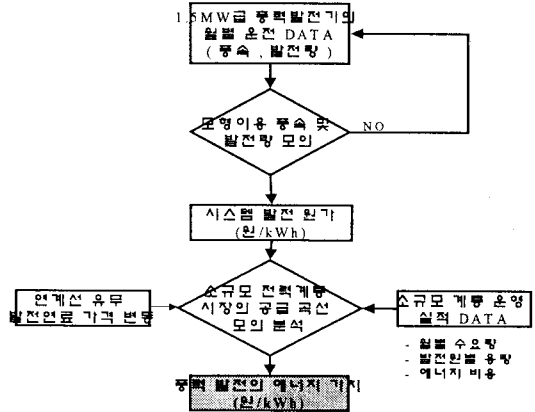 1.5MW급 풍력발전기의
월별 운전 DATA
( 풍속 , 발전량 )
모형이용 풍속 및
발전량 모의
NO
시스템 발전 원가
(원/kWh)
소규모 전력계통
시장의 공급 곡선
모의 분석
연계선 유무
발전연료 가격 변동
소규모 계통 운영
실적 DATA
- 월별 수요량
- 발전원별 용량
- 에너지 비용
풍력 발전의 에너지 가치
(원/kWh)